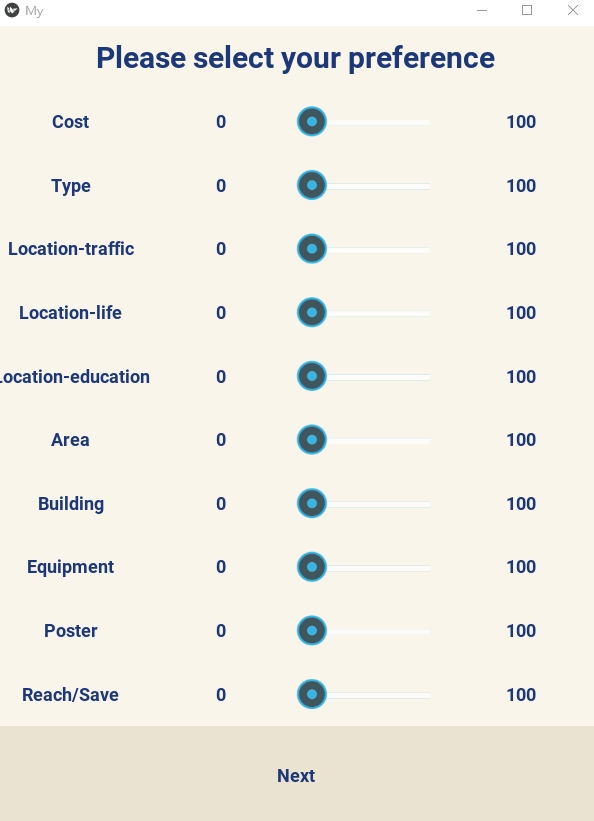 My
Please select your preference
Cost 0 100
Type 0 100
Location-traffic 0 100
Location-life 0 100
Location-education 0 100
Area 0 100
Building 0 100
Equipment 0 100
Poster 0 100
Reach/Save 0 100
Next